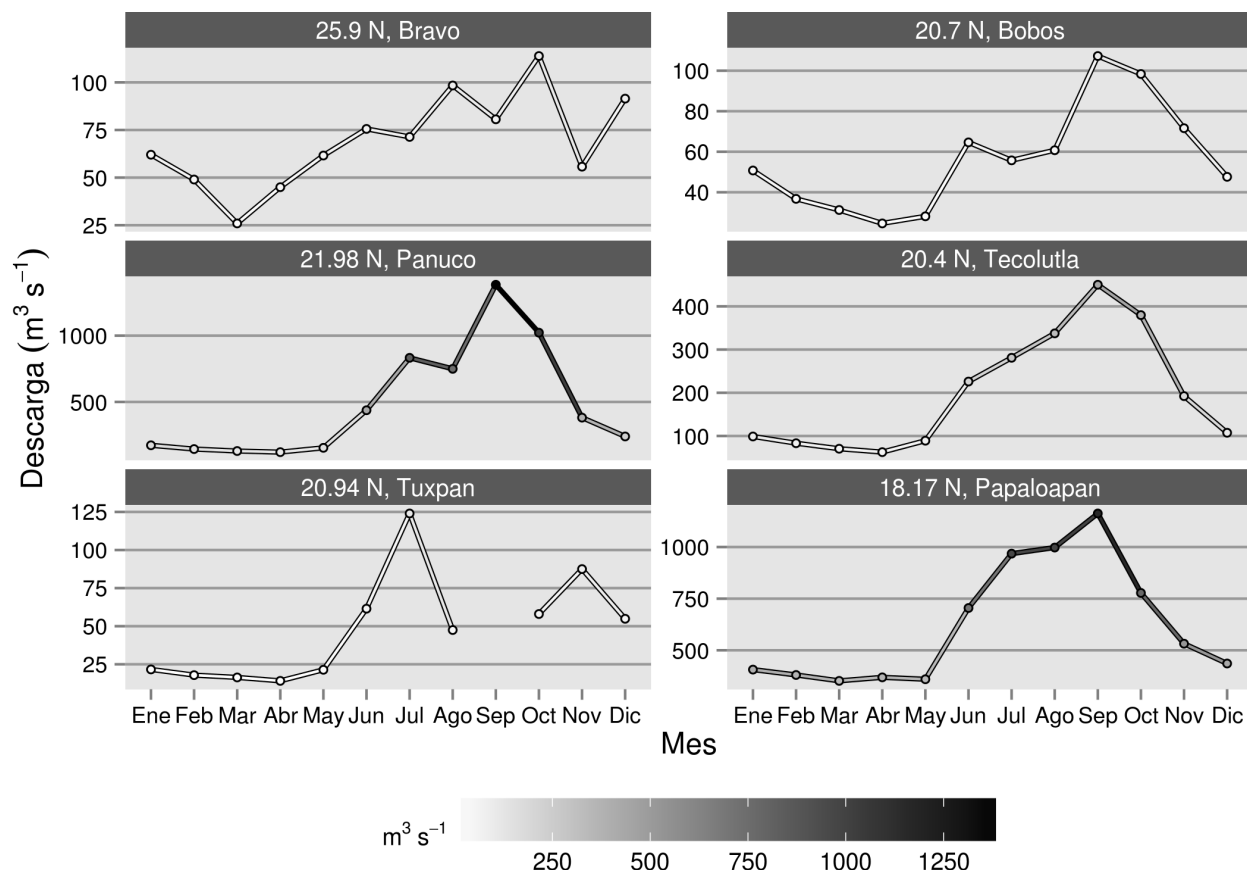 Descarga (m³ s⁻¹)
25.9 N, Bravo
100
75
50
25
20.7 N, Bobos
100
80
60
40
21.98 N, Panuco
1000
500
20.4 N, Tecolutla
400
300
200
100
20.94 N, Tuxpan
125
100
75
50
25
18.17 N, Papaloapan
1000
750
500
Ene Feb Mar Abr May Jun Jul Ago Sep Oct Nov Dic
Ene Feb Mar Abr May Jun Jul Ago Sep Oct Nov Dic
Mes
m³ s⁻¹
250 500 750 1000 1250